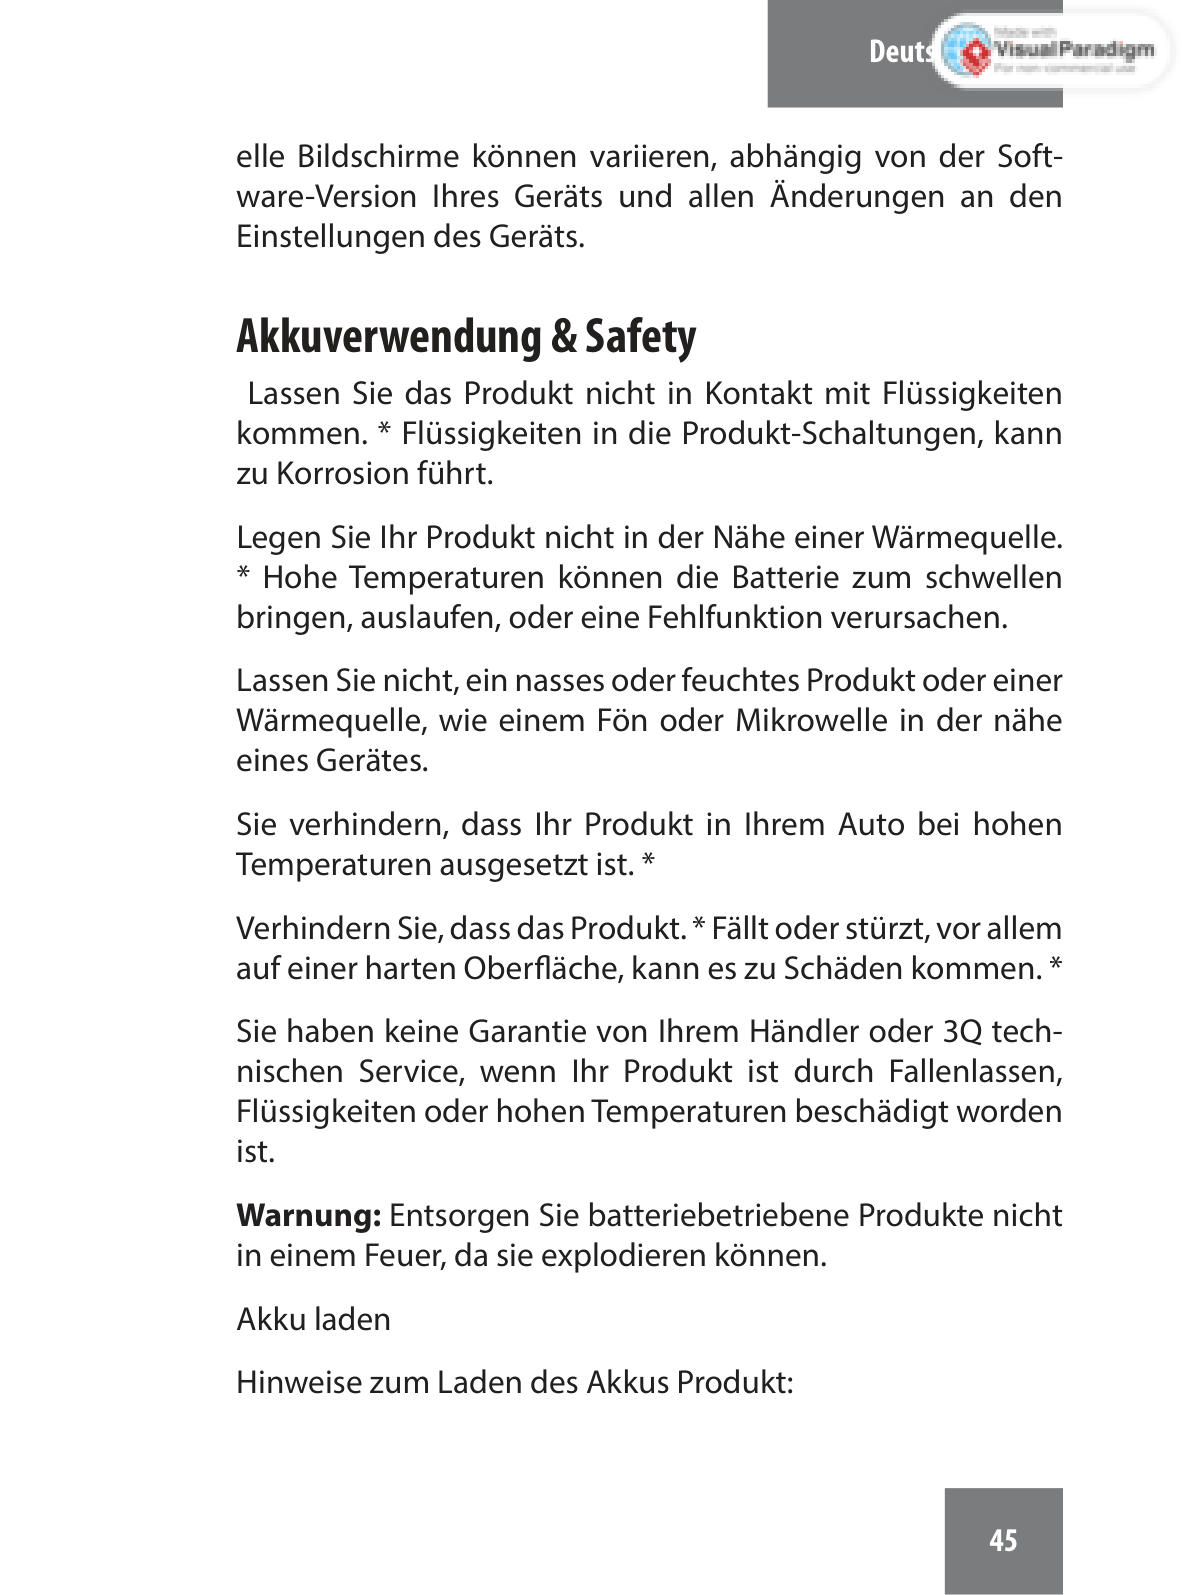 Deuts
Made with
Visual Paradigm
For non-commercial use
elle Bildschirme können variieren, abhängig von der Soft-
ware-Version Ihres Geräts und allen Änderungen an den
Einstellungen des Geräts.
Akkuverwendung & Safety
Lassen Sie das Produkt nicht in Kontakt mit Flüssigkeiten
kommen. * Flüssigkeiten in die Produkt-Schaltungen, kann
zu Korrosion führt.
Legen Sie Ihr Produkt nicht in der Nähe einer Wärmequelle.
* Hohe Temperaturen können die Batterie zum schwellen
bringen, auslaufen, oder eine Fehlfunktion verursachen.
Lassen Sie nicht, ein nasses oder feuchtes Produkt oder einer
Wärmequelle, wie einem Fön oder Mikrowelle in der nähe
eines Gerätes.
Sie verhindern, dass Ihr Produkt in Ihrem Auto bei hohen
Temperaturen ausgesetzt ist. *
Verhindern Sie, dass das Produkt. * Fällt oder stürzt, vor allem
auf einer harten Oberfläche, kann es zu Schäden kommen. *
Sie haben keine Garantie von Ihrem Händler oder 3Q tech-
nischen Service, wenn Ihr Produkt ist durch Fallenlassen,
Flüssigkeiten oder hohen Temperaturen beschädigt worden
ist.
Warnung: Entsorgen Sie batteriebetriebene Produkte nicht
in einem Feuer, da sie explodieren können.
Akku laden
Hinweise zum Laden des Akkus Produkt:
45